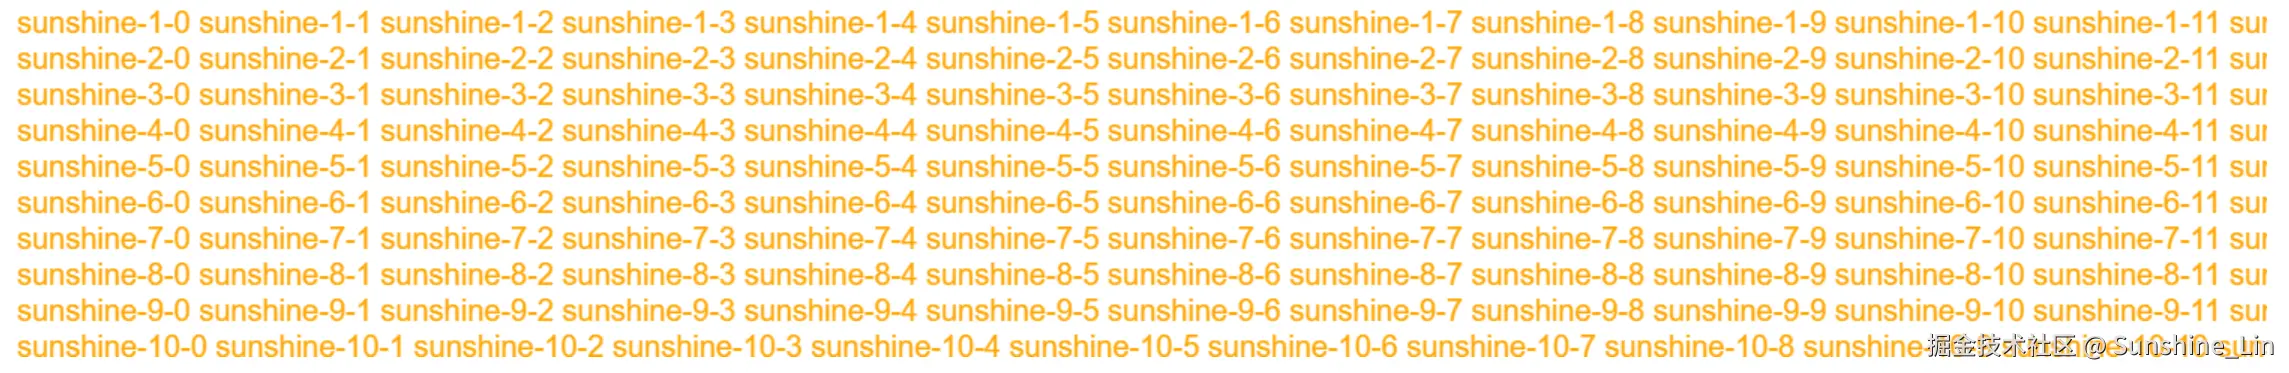 sunshine-1-0 sunshine-1-1 sunshine-1-2 sunshine-1-3 sunshine-1-4 sunshine-1-5 sunshine-1-6 sunshine-1-7 sunshine-1-8 sunshine-1-9 sunshine-1-10 sunshine-1-11 sun
sunshine-2-0 sunshine-2-1 sunshine-2-2 sunshine-2-3 sunshine-2-4 sunshine-2-5 sunshine-2-6 sunshine-2-7 sunshine-2-8 sunshine-2-9 sunshine-2-10 sunshine-2-11 sun
sunshine-3-0 sunshine-3-1 sunshine-3-2 sunshine-3-3 sunshine-3-4 sunshine-3-5 sunshine-3-6 sunshine-3-7 sunshine-3-8 sunshine-3-9 sunshine-3-10 sunshine-3-11 sun
sunshine-4-0 sunshine-4-1 sunshine-4-2 sunshine-4-3 sunshine-4-4 sunshine-4-5 sunshine-4-6 sunshine-4-7 sunshine-4-8 sunshine-4-9 sunshine-4-10 sunshine-4-11 sun
sunshine-5-0 sunshine-5-1 sunshine-5-2 sunshine-5-3 sunshine-5-4 sunshine-5-5 sunshine-5-6 sunshine-5-7 sunshine-5-8 sunshine-5-9 sunshine-5-10 sunshine-5-11 sun
sunshine-6-0 sunshine-6-1 sunshine-6-2 sunshine-6-3 sunshine-6-4 sunshine-6-5 sunshine-6-6 sunshine-6-7 sunshine-6-8 sunshine-6-9 sunshine-6-10 sunshine-6-11 sun
sunshine-7-0 sunshine-7-1 sunshine-7-2 sunshine-7-3 sunshine-7-4 sunshine-7-5 sunshine-7-6 sunshine-7-7 sunshine-7-8 sunshine-7-9 sunshine-7-10 sunshine-7-11 sun
sunshine-8-0 sunshine-8-1 sunshine-8-2 sunshine-8-3 sunshine-8-4 sunshine-8-5 sunshine-8-6 sunshine-8-7 sunshine-8-8 sunshine-8-9 sunshine-8-10 sunshine-8-11 sun
sunshine-9-0 sunshine-9-1 sunshine-9-2 sunshine-9-3 sunshine-9-4 sunshine-9-5 sunshine-9-6 sunshine-9-7 sunshine-9-8 sunshine-9-9 sunshine-9-10 sunshine-9-11 sun
sunshine-10-0 sunshine-10-1 sunshine-10-2 sunshine-10-3 sunshine-10-4 sunshine-10-5 sunshine-10-6 sunshine-10-7 sunshine-10-8
掘金技术社区 @ Sunshine_Lin